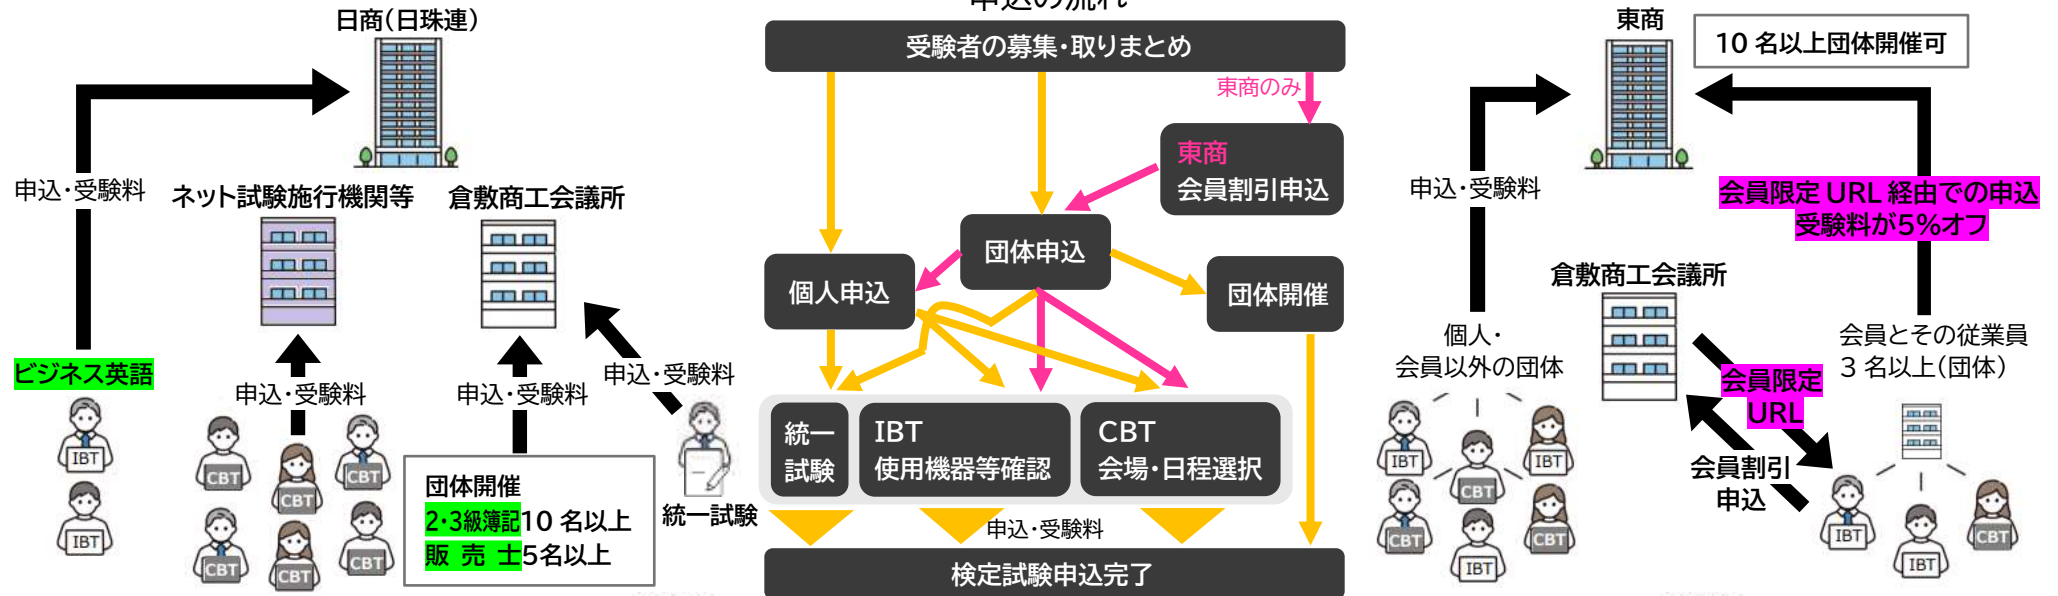 日商(日珠連)
申込・受験料
ネット試験施行機関等
倉敷商工会議所
ビジネス英語
申込・受験料
申込・受験料
申込・受験料
IBT
IBT
CBT
CBT
CBT
CBT
CBT
CBT
団体開催
2・3級簿記10 名以上
販 売 士5名以上
統一試験
申込の流れ
受験者の募集・取りまとめ
東商のみ
東商
会員割引申込
団体申込
個人申込
団体開催
統一
試験
IBT
使用機器等確認
CBT
会場・日程選択
申込・受験料
検定試験申込完了
東商
10 名以上団体開催可
申込・受験料
会員限定 URL 経由での申込
受験料が5%オフ
倉敷商工会議所
個人・
会員以外の団体
会員とその従業員
3 名以上(団体)
会員限定
URL
会員割引
申込
IBT
CBT
IBT
CBT
IBT
CBT
IBT
IBT
CBT